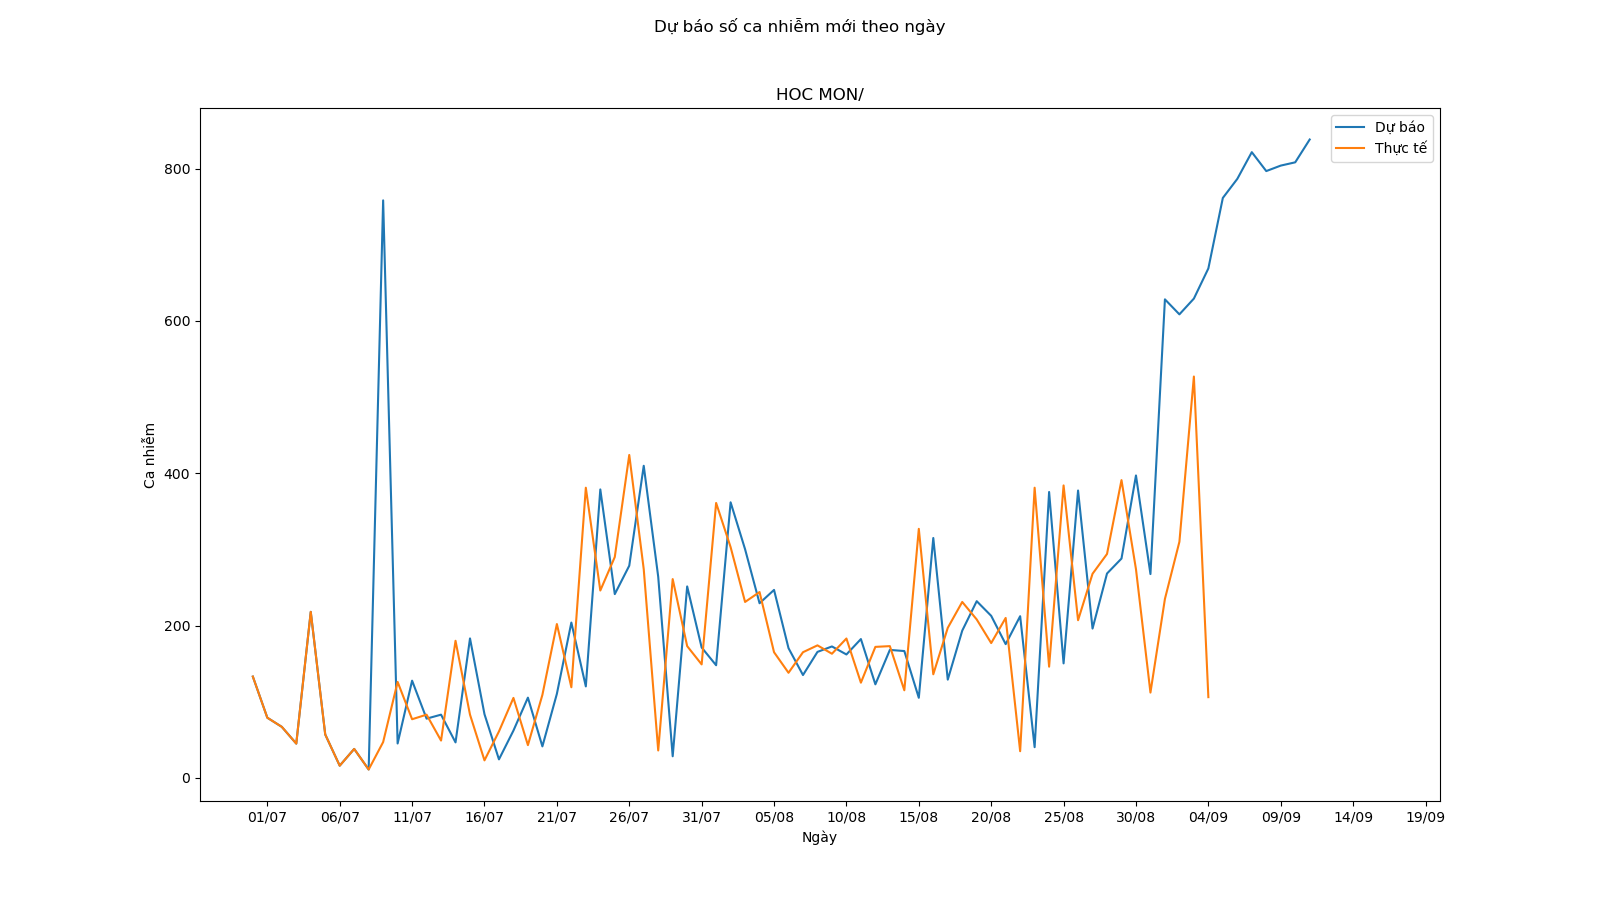 Dự báo số ca nhiễm mới theo ngày
HOC MON/
Dự báo
Thực tế
800
600
400
200
0
Ca nhiễm
01/07 06/07 11/07 16/07 21/07 26/07 31/07 05/08 10/08 15/08 20/08 25/08 30/08 04/09 09/09 14/09 19/09
Ngày